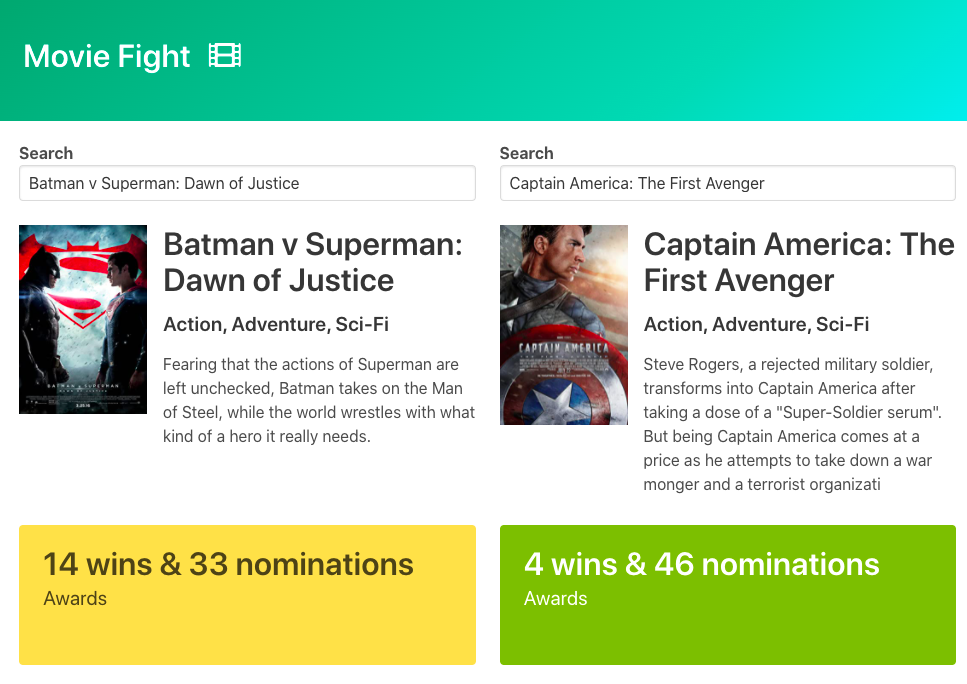 Movie Fight
Search
Batman v Superman: Dawn of Justice
Batman v Superman:
Dawn of Justice
Action, Adventure, Sci-Fi
Fearing that the actions of Superman are
left unchecked, Batman takes on the Man
of Steel, while the world wrestles with what
kind of a hero it really needs.
BATMAN v SUPERMAN
14 wins & 33 nominations
Awards
Search
Captain America: The First Avenger
Captain America: The
First Avenger
Action, Adventure, Sci-Fi
Steve Rogers, a rejected military soldier,
transforms into Captain America after
taking a dose of a "Super-Soldier serum".
But being Captain America comes at a
price as he attempts to take down a war
monger and a terrorist organizati
CAPTAIN AMERICA
4 wins & 46 nominations
Awards